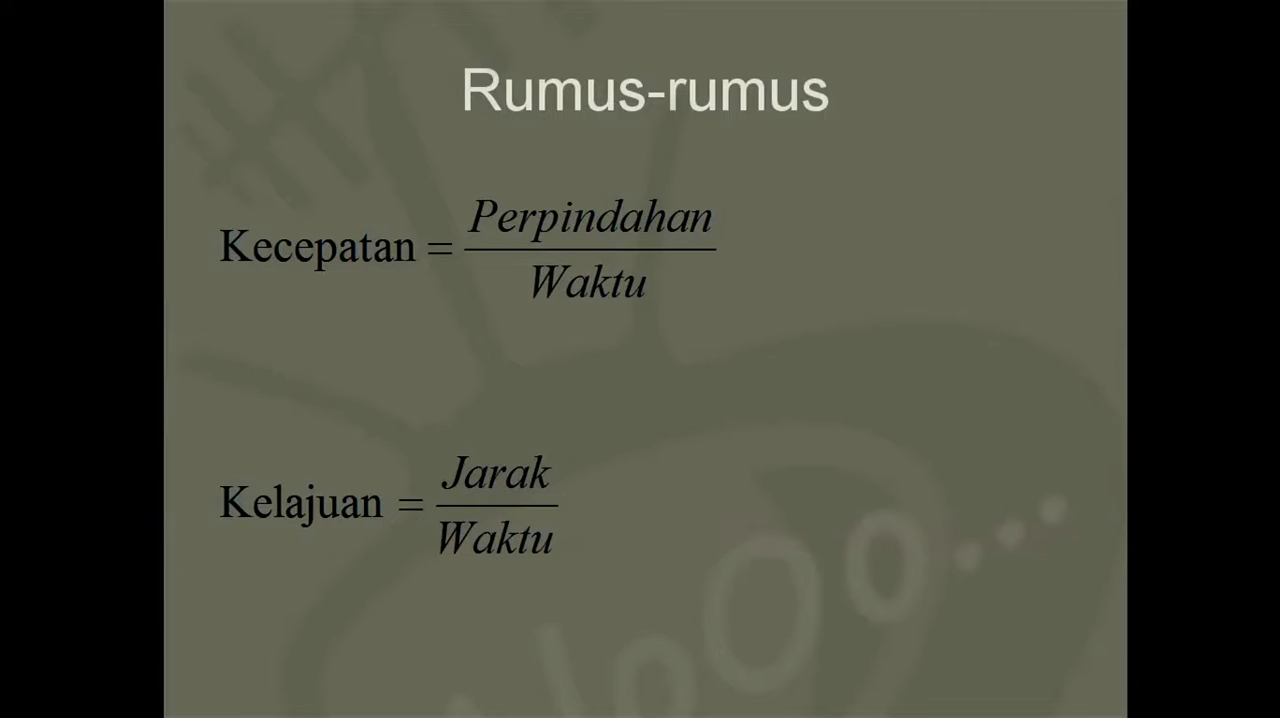 Rumus-rumus
Kecepatan = Perpindahan / Waktu
Kelajuan = Jarak / Waktu